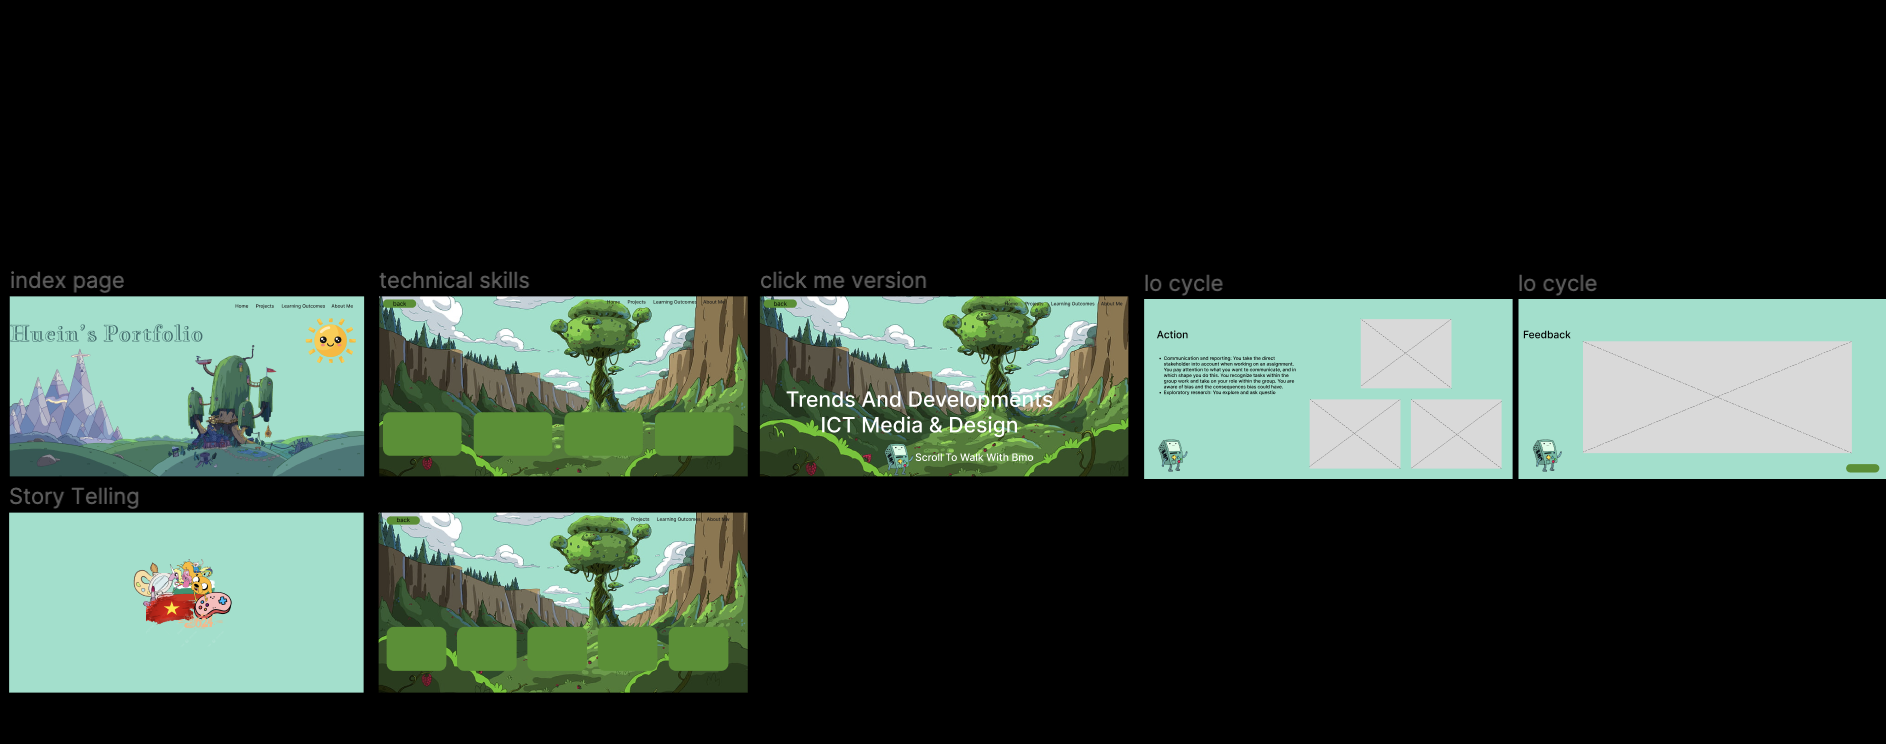 index page
technical skills
click me version
lo cycle
lo cycle
Home Projects Learning Outcomes About Me
Huein's Portfolio
back
Home Projects Learning Outcomes About Me
back
Home Projects Learning Outcomes About Me
Trends And Developments
ICT Media & Design
Scroll To Walk With Bmo
Action
• Communication and reporting: You take the direct
stakeholder into account when working on an assignment.
You pay attention to what you want to communicate, and in
which shape you do this. You recognize tasks within the
group work and take on your role within the group. You are
aware of bias and the consequences bias could have.
• Exploratory research: You explore and ask questio
Feedback
Story Telling
back
Home Projects Learning Outcomes About Me